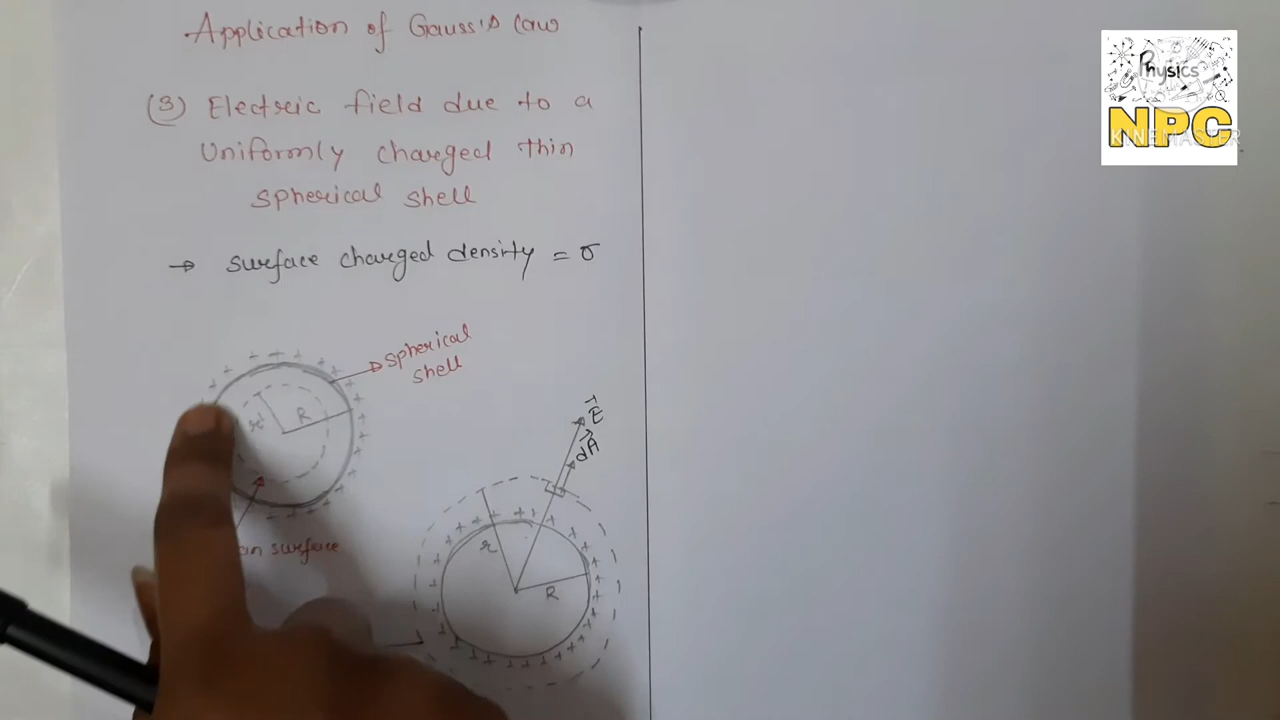 Application of Gauss's law
(3) Electric field due to a
Uniformly charged thin
spherical shell
→ surface charged density = σ
spherical
shell
r'
R
surface
E
dA
r
R
Physics
NPC
KINEMASTER